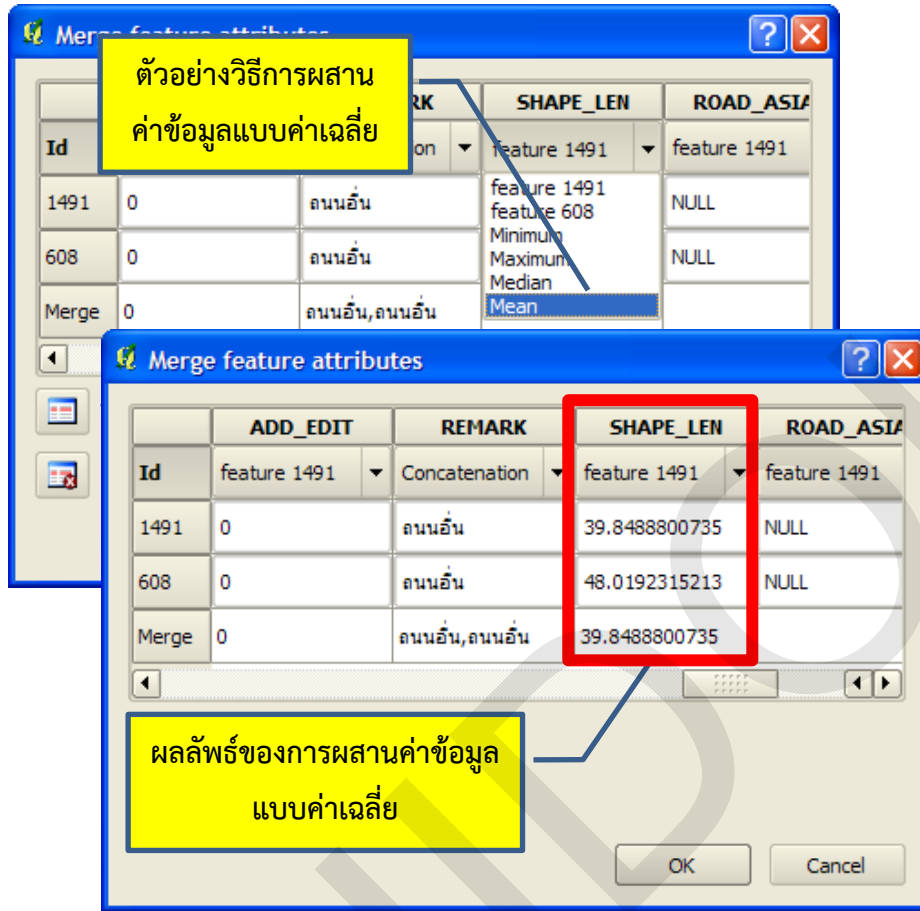 Merge feature attributes
ตัวอย่างวิธีการผสาน
ค่าข้อมูลแบบค่าเฉลี่ย
RK SHAPE_LEN ROAD_ASIA
Id on feature 1491 feature 1491
1491 0 ถนนอื่น feature 1491 NULL
feature 608
Minimum
608 0 ถนนอื่น Maximum NULL
Median
Merge 0 ถนนอื่น,ถนนอื่น Mean
Merge feature attributes
ADD_EDIT REMARK SHAPE_LEN ROAD_ASIA
Id feature 1491 Concatenation feature 1491 feature 1491
1491 0 ถนนอื่น 39.8488800735 NULL
608 0 ถนนอื่น 48.0192315213 NULL
Merge 0 ถนนอื่น,ถนนอื่น 39.8488800735
ผลลัพธ์ของการผสานค่าข้อมูล
แบบค่าเฉลี่ย
OK Cancel